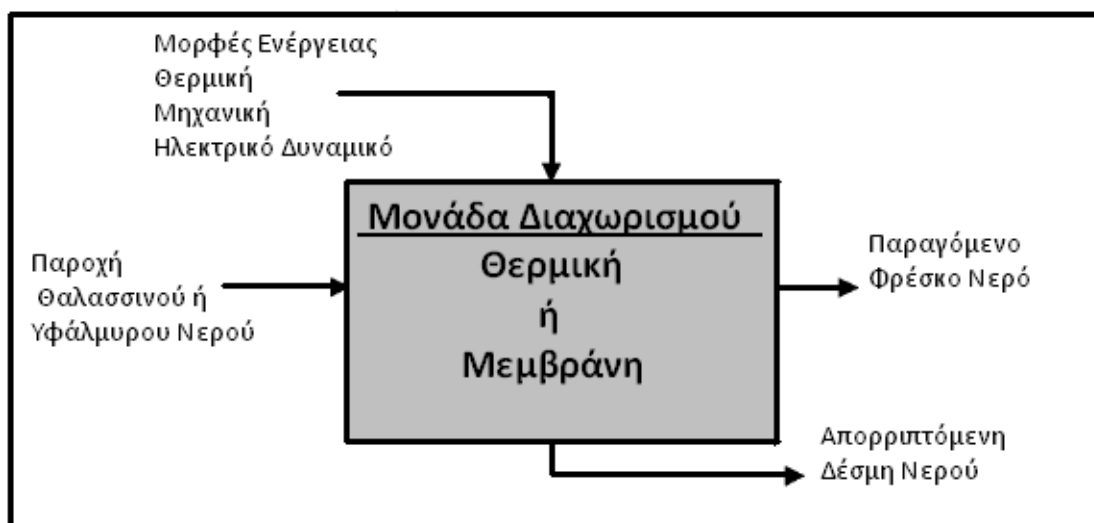 Μορφές Ενέργειας
Θερμική
Μηχανική
Ηλεκτρικό Δυναμικό
Μονάδα Διαχωρισμού
Θερμική
ή
Μεμβράνη
Παροχή
Θαλασσινού ή
Υφάλμυρου Νερού
Παραγόμενο
Φρέσκο Νερό
Απορριπτόμενη
Δέσμη Νερού